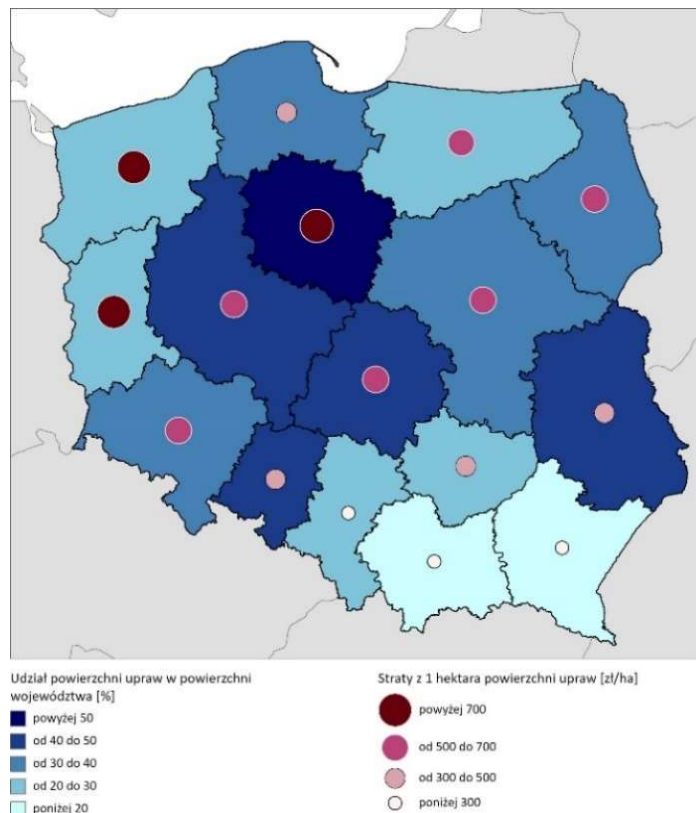 Udział powierzchni upraw w powierzchni
województwa [%]
powyżej 50
od 40 do 50
od 30 do 40
od 20 do 30
poniżej 20
Straty z 1 hektara powierzchni upraw [zł/ha]
powyżej 700
od 500 do 700
od 300 do 500
poniżej 300